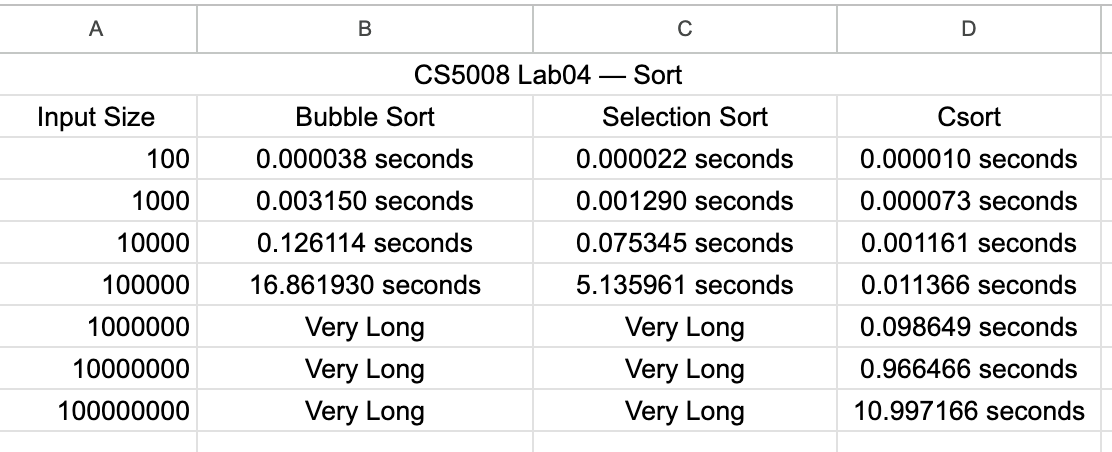 A B C D
CS5008 Lab04 — Sort
Input Size Bubble Sort Selection Sort Csort
100 0.000038 seconds 0.000022 seconds 0.000010 seconds
1000 0.003150 seconds 0.001290 seconds 0.000073 seconds
10000 0.126114 seconds 0.075345 seconds 0.001161 seconds
100000 16.861930 seconds 5.135961 seconds 0.011366 seconds
1000000 Very Long Very Long 0.098649 seconds
10000000 Very Long Very Long 0.966466 seconds
100000000 Very Long Very Long 10.997166 seconds